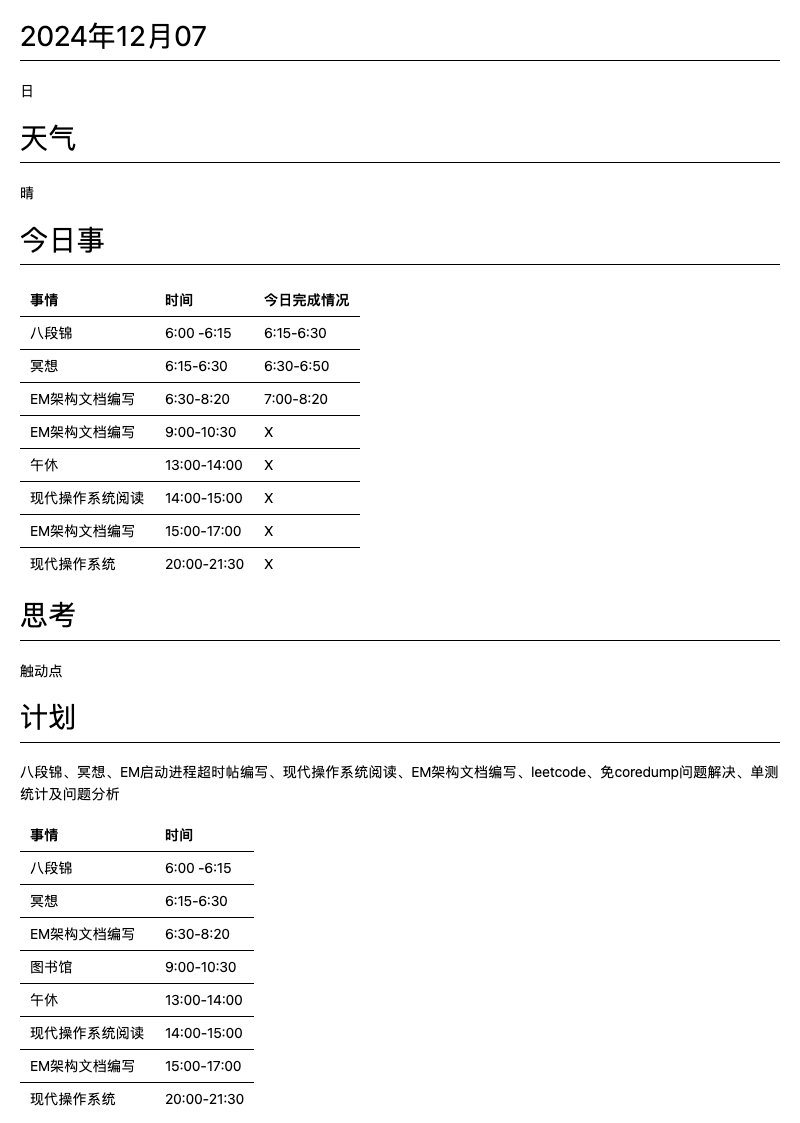 2024年12月07
日
天气
晴
今日事
事情 时间 今日完成情况
八段锦 6:00 -6:15 6:15-6:30
冥想 6:15-6:30 6:30-6:50
EM架构文档编写 6:30-8:20 7:00-8:20
EM架构文档编写 9:00-10:30 X
午休 13:00-14:00 X
现代操作系统阅读 14:00-15:00 X
EM架构文档编写 15:00-17:00 X
现代操作系统 20:00-21:30 X
思考
触动点
计划
八段锦、冥想、EM启动进程超时帖编写、现代操作系统阅读、EM架构文档编写、leetcode、免coredump问题解决、单测
统计及问题分析
事情 时间
八段锦 6:00 -6:15
冥想 6:15-6:30
EM架构文档编写 6:30-8:20
图书馆 9:00-10:30
午休 13:00-14:00
现代操作系统阅读 14:00-15:00
EM架构文档编写 15:00-17:00
现代操作系统 20:00-21:30